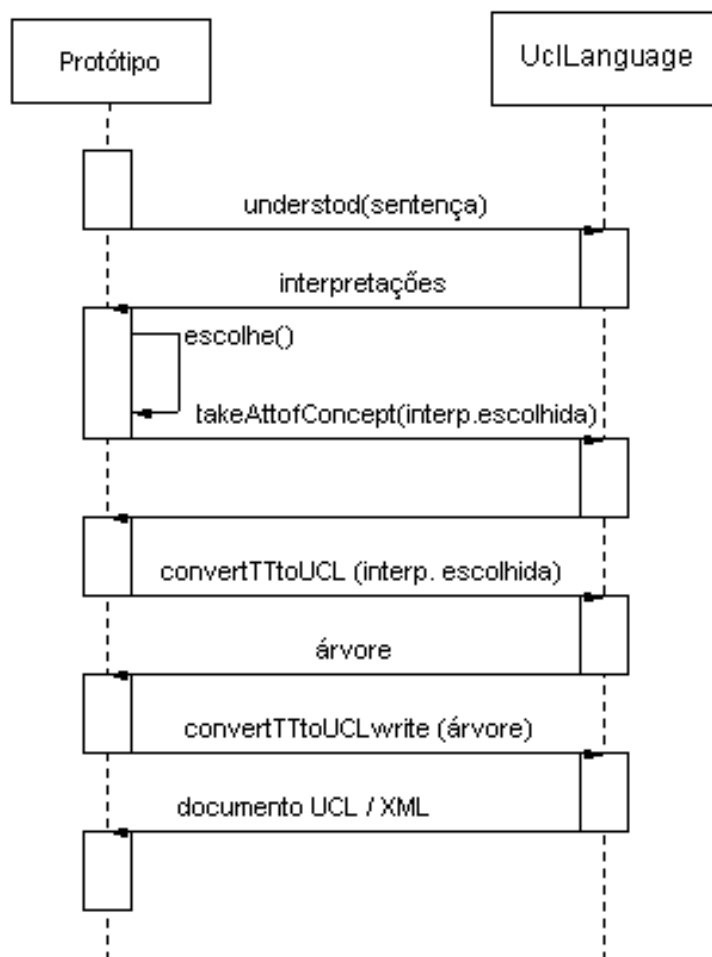 Protótipo
UclLanguage
understod(sentença)
interpretações
escolhe()
takeAttofConcept(interp.escolhida)
convertTTtoUCL (interp. escolhida)
árvore
convertTTtoUCLwrite (árvore)
documento UCL / XML